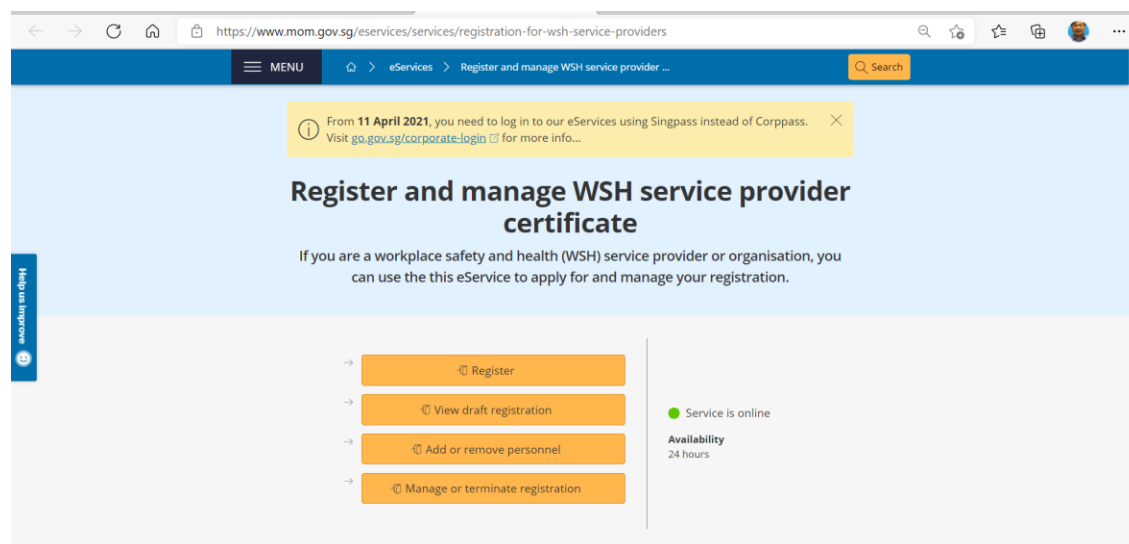 https://www.mom.gov.sg/eservices/services/registration-for-wsh-service-providers
MENU
eServices > Register and manage WSH service provider ...
Search
From 11 April 2021, you need to log in to our eServices using Singpass instead of Corppass.
Visit go.gov.sg/corporate-login for more info...
Register and manage WSH service provider
certificate
If you are a workplace safety and health (WSH) service provider or organisation, you
can use the this eService to apply for and manage your registration.
Help us improve
Register
View draft registration
Add or remove personnel
Manage or terminate registration
Service is online
Availability
24 hours